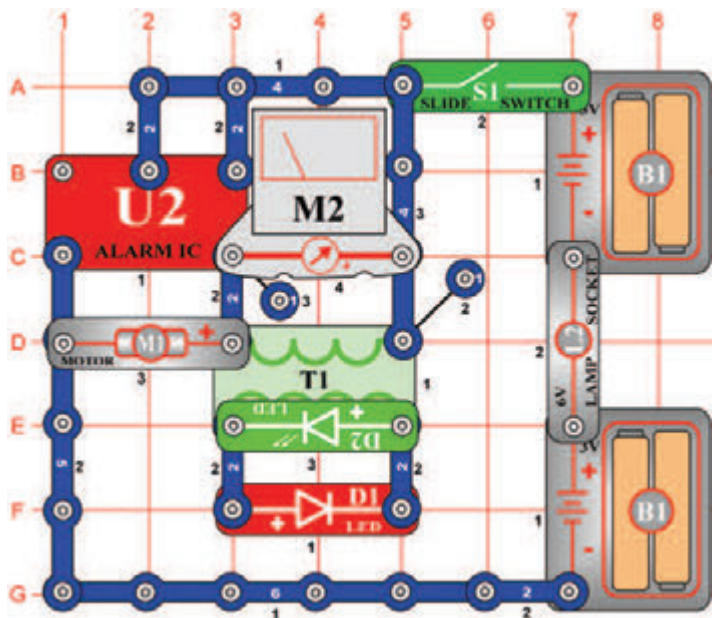 1 2 3 4 5 6 7 8
A
1
4
S1
SLIDE SWITCH
2
3V
2 2 2 2
+
B
U2
M2
1
B1
-
4 3
C
ALARM IC
+
1
4
2 2
1 3
1
2
SOCKET
D
MOTOR
M1
+
3
T1
1
2
L2
LAMP
6V
LED
+
E
D2
3
3V
+
5 2
2 2
2 2
F
D1
+
LED
1
1
B1
-
G
6
1
2
2